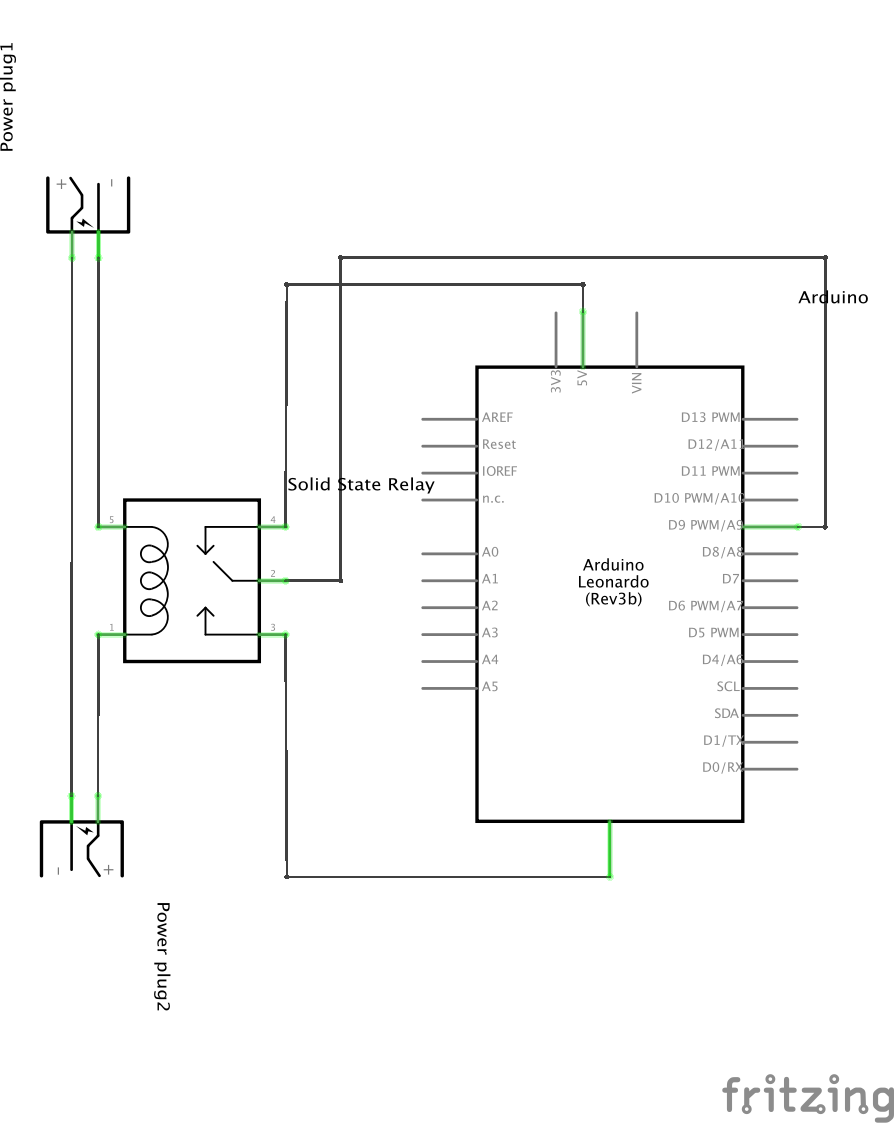 Power plug1
+ -
Arduino
3V3
5V
VIN
AREF
Reset
IOREF
n.c.
A0
A1
A2
A3
A4
A5
D13 PWM
D12/A11
D11 PWM
D10 PWM/A10
D9 PWM/A9
D8/A8
D7
D6 PWM/A7
D5 PWM
D4/A6
SCL
SDA
D1/TX
D0/RX
Arduino
Leonardo
(Rev3b)
Solid State Relay
5
4
2
1
3
- +
Power plug2
fritzing